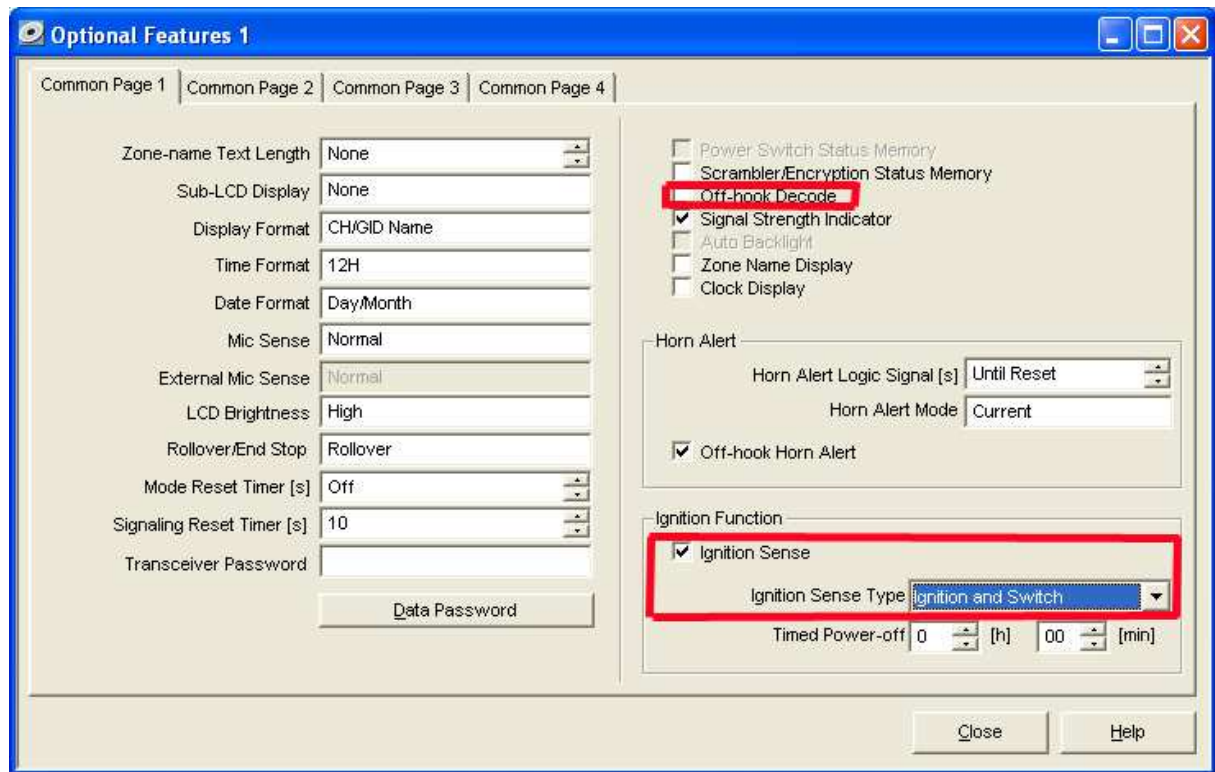 Optional Features 1
Common Page 1 Common Page 2 Common Page 3 Common Page 4
Zone-name Text Length None
Sub-LCD Display None
Display Format CH/GID Name
Time Format 12H
Date Format Day/Month
Mic Sense Normal
External Mic Sense Normal
LCD Brightness High
Rollover/End Stop Rollover
Mode Reset Timer [s] Off
Signaling Reset Timer [s] 10
Transceiver Password
Data Password
Power Switch Status Memory
Scrambler/Encryption Status Memory
Off-hook Decode
Signal Strength Indicator
Auto Backlight
Zone Name Display
Clock Display
Horn Alert
Horn Alert Logic Signal [s] Until Reset
Horn Alert Mode Current
Off-hook Horn Alert
Ignition Function
Ignition Sense
Ignition Sense Type Ignition and Switch
Timed Power-off 0 [h] 00 [min]
Close Help